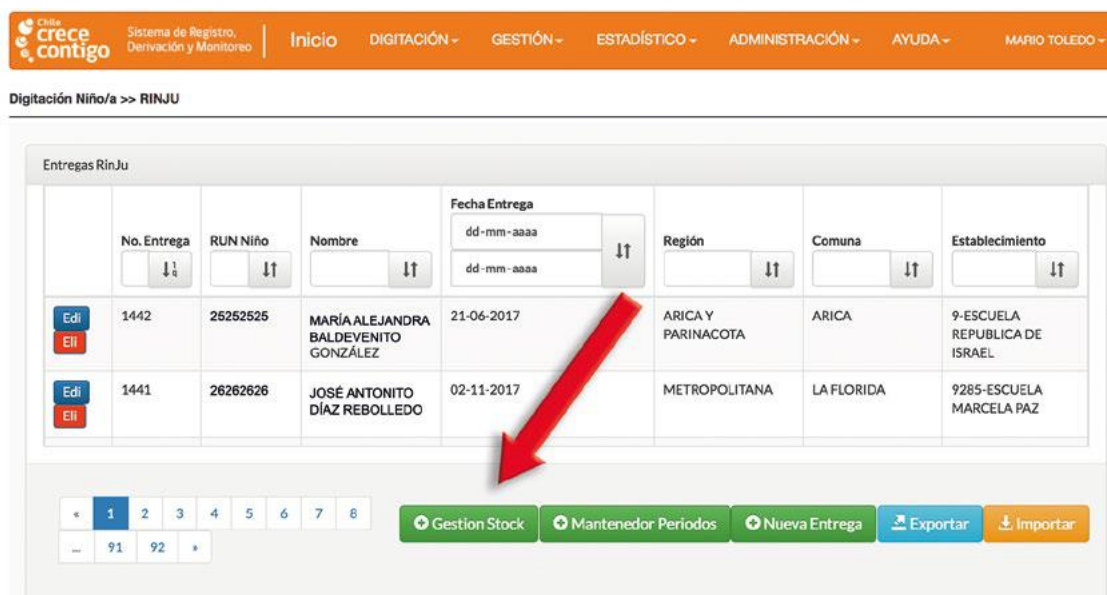 Chile
crece
contigo
Sistema de Registro,
Derivación y Monitoreo
Inicio DIGITACIÓN GESTIÓN ESTADÍSTICO ADMINISTRACIÓN AYUDA MARIO TOLEDO
Digitación Niño/a >> RINJU
Entregas RinJu
No. Entrega RUN Niño Nombre Fecha Entrega Región Comuna Establecimiento
dd-mm-aaaa
dd-mm-aaaa
Edi 1442 25252525 MARÍA ALEJANDRA 21-06-2017 ARICA Y ARICA 9-ESCUELA
Eli BALDEVENITO PARINACOTA REPUBLICA DE
GONZÁLEZ ISRAEL
Edi 1441 26262626 JOSÉ ANTONITO 02-11-2017 METROPOLITANA LA FLORIDA 9285-ESCUELA
Eli DÍAZ REBOLLEDO MARCELA PAZ
« 1 2 3 4 5 6 7 8
... 91 92 »
Gestion Stock Mantenedor Periodos Nueva Entrega Exportar Importar